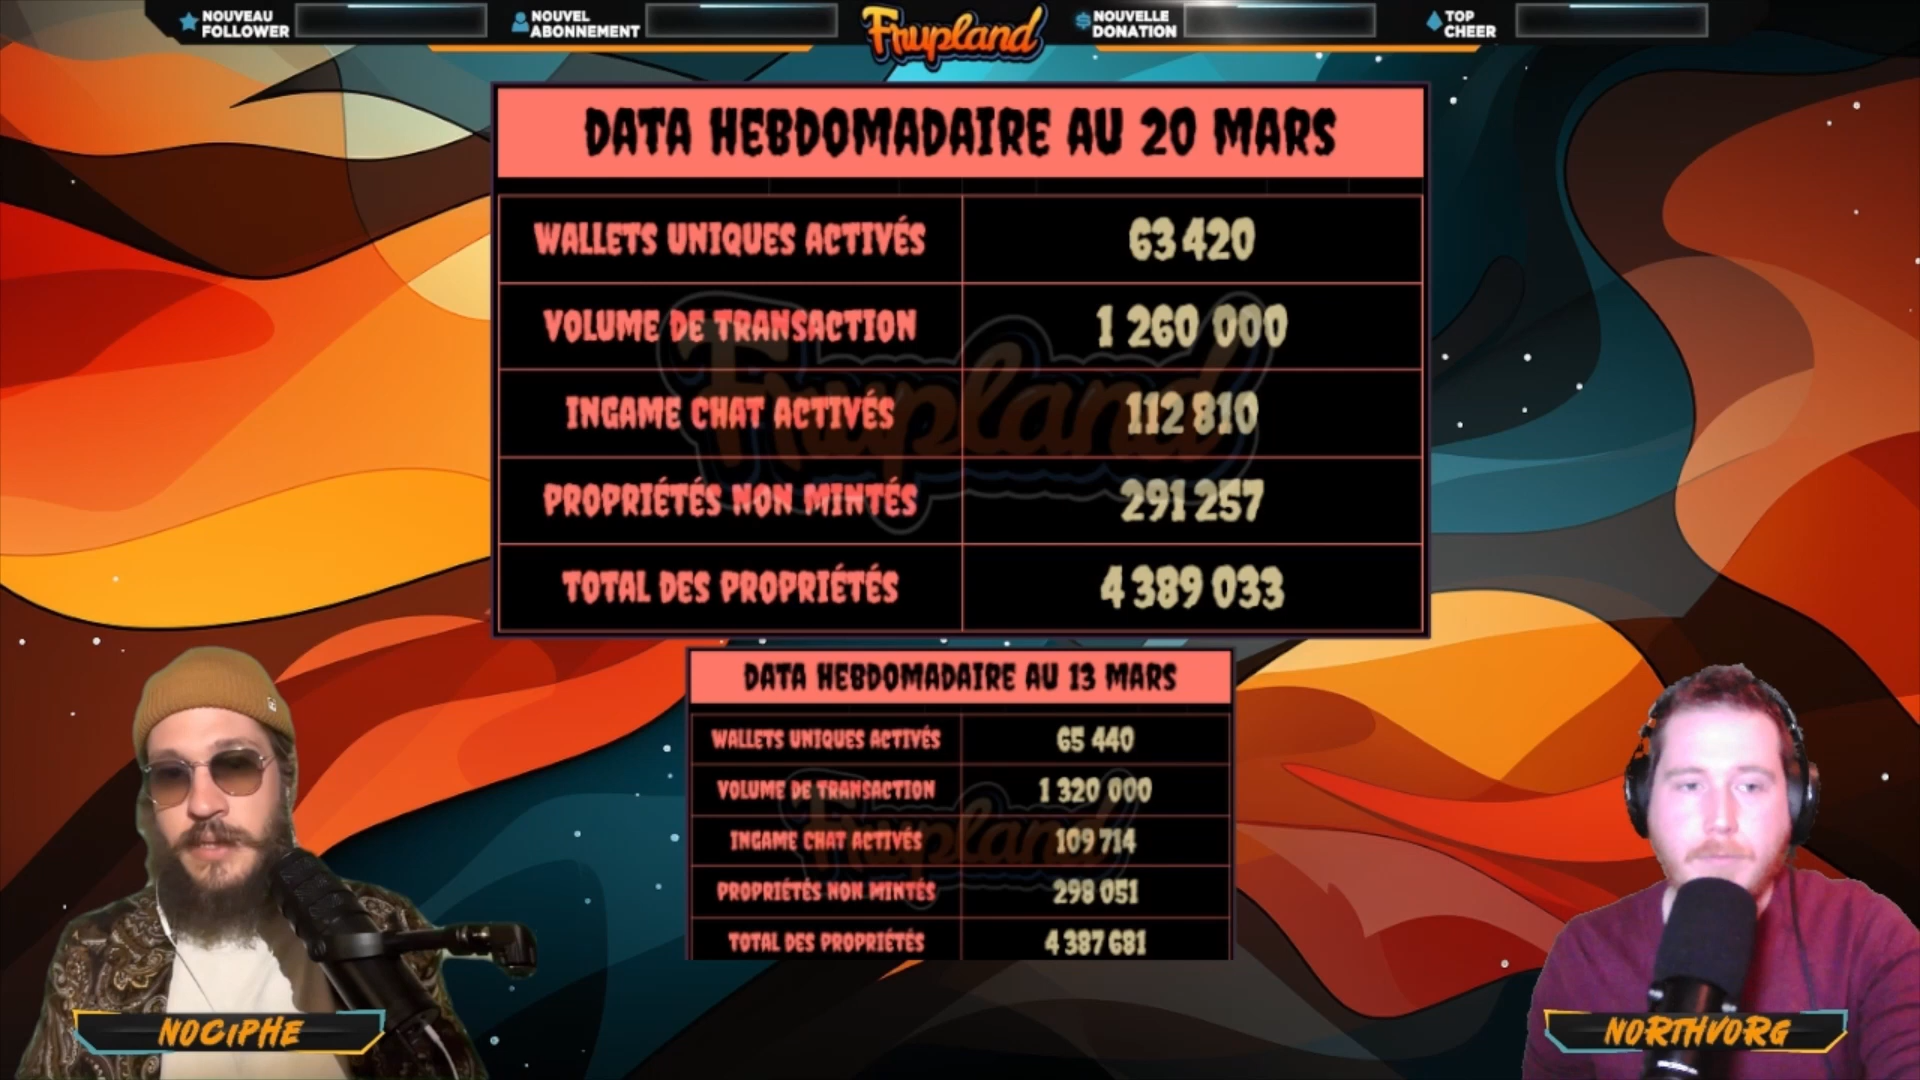 NOUVEAU FOLLOWER
NOUVEL ABONNEMENT
Frupland
NOUVELLE DONATION
TOP CHEER
DATA HEBDOMADAIRE AU 20 MARS
WALLETS UNIQUES ACTIVÉS 63 420
VOLUME DE TRANSACTION 1 260 000
INGAME CHAT ACTIVÉS 112 810
PROPRIÉTÉS NON MINTÉS 291 257
TOTAL DES PROPRIÉTÉS 4 389 033
Frupland
DATA HEBDOMADAIRE AU 13 MARS
WALLETS UNIQUES ACTIVÉS 65 440
VOLUME DE TRANSACTION 1 320 000
INGAME CHAT ACTIVÉS 109 714
PROPRIÉTÉS NON MINTÉS 298 051
TOTAL DES PROPRIÉTÉS 4 387 681
Frupland
NOCiPHE
NORTHVORG